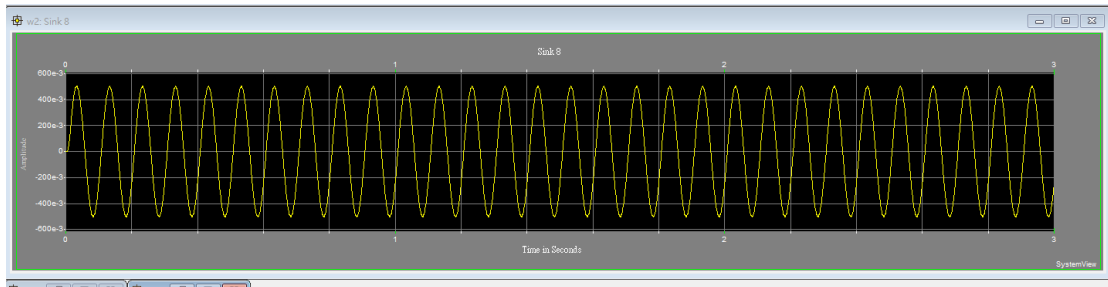 w2: Sink 8
Sink 8
0 1 2 3
600e-3
400e-3
200e-3
0
-200e-3
-400e-3
-600e-3
Amplitude
0 1 2 3
Time in Seconds
SystemView